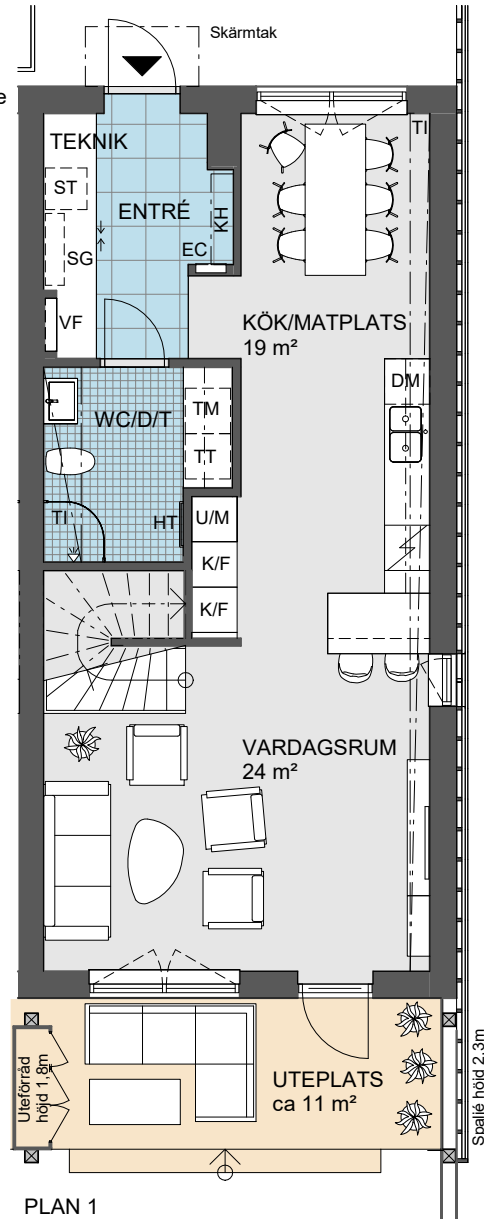 Skärmtak
e
TEKNIK
TI
ST
ENTRÉ
KH
SG
EC
VF
KÖK/MATPLATS
19 m²
DM
WC/D/T
TM
TT
TI
HT
U/M
K/F
K/F
VARDAGSRUM
24 m²
Uteförråd
höjd 1,8m
UTEPLATS
ca 11 m²
Spaljé höjd 2.3m
PLAN 1